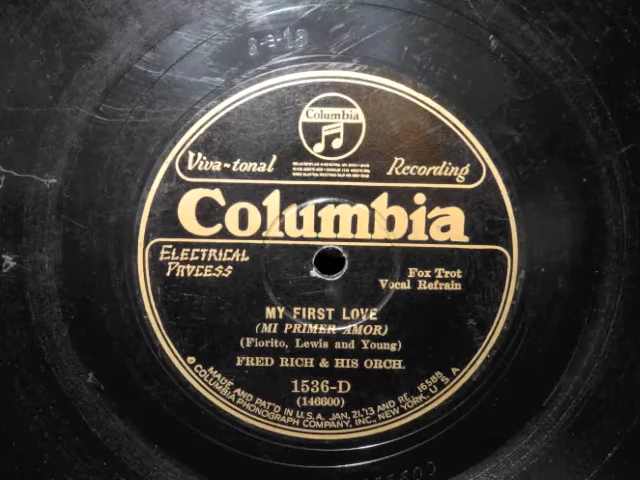 Columbia
Viva-tonal Recording
Columbia
ELECTRICAL
PROCESS
Fox Trot
Vocal Refrain
MY FIRST LOVE
(MI PRIMER AMOR)
(Fiorito, Lewis and Young)
FRED RICH & HIS ORCH.
1536-D
(146600)
MADE AND PAT'D IN U.S.A. JAN. 21,'13 AND RE. 16588
COLUMBIA PHONOGRAPH COMPANY, INC., NEW YORK, U S A